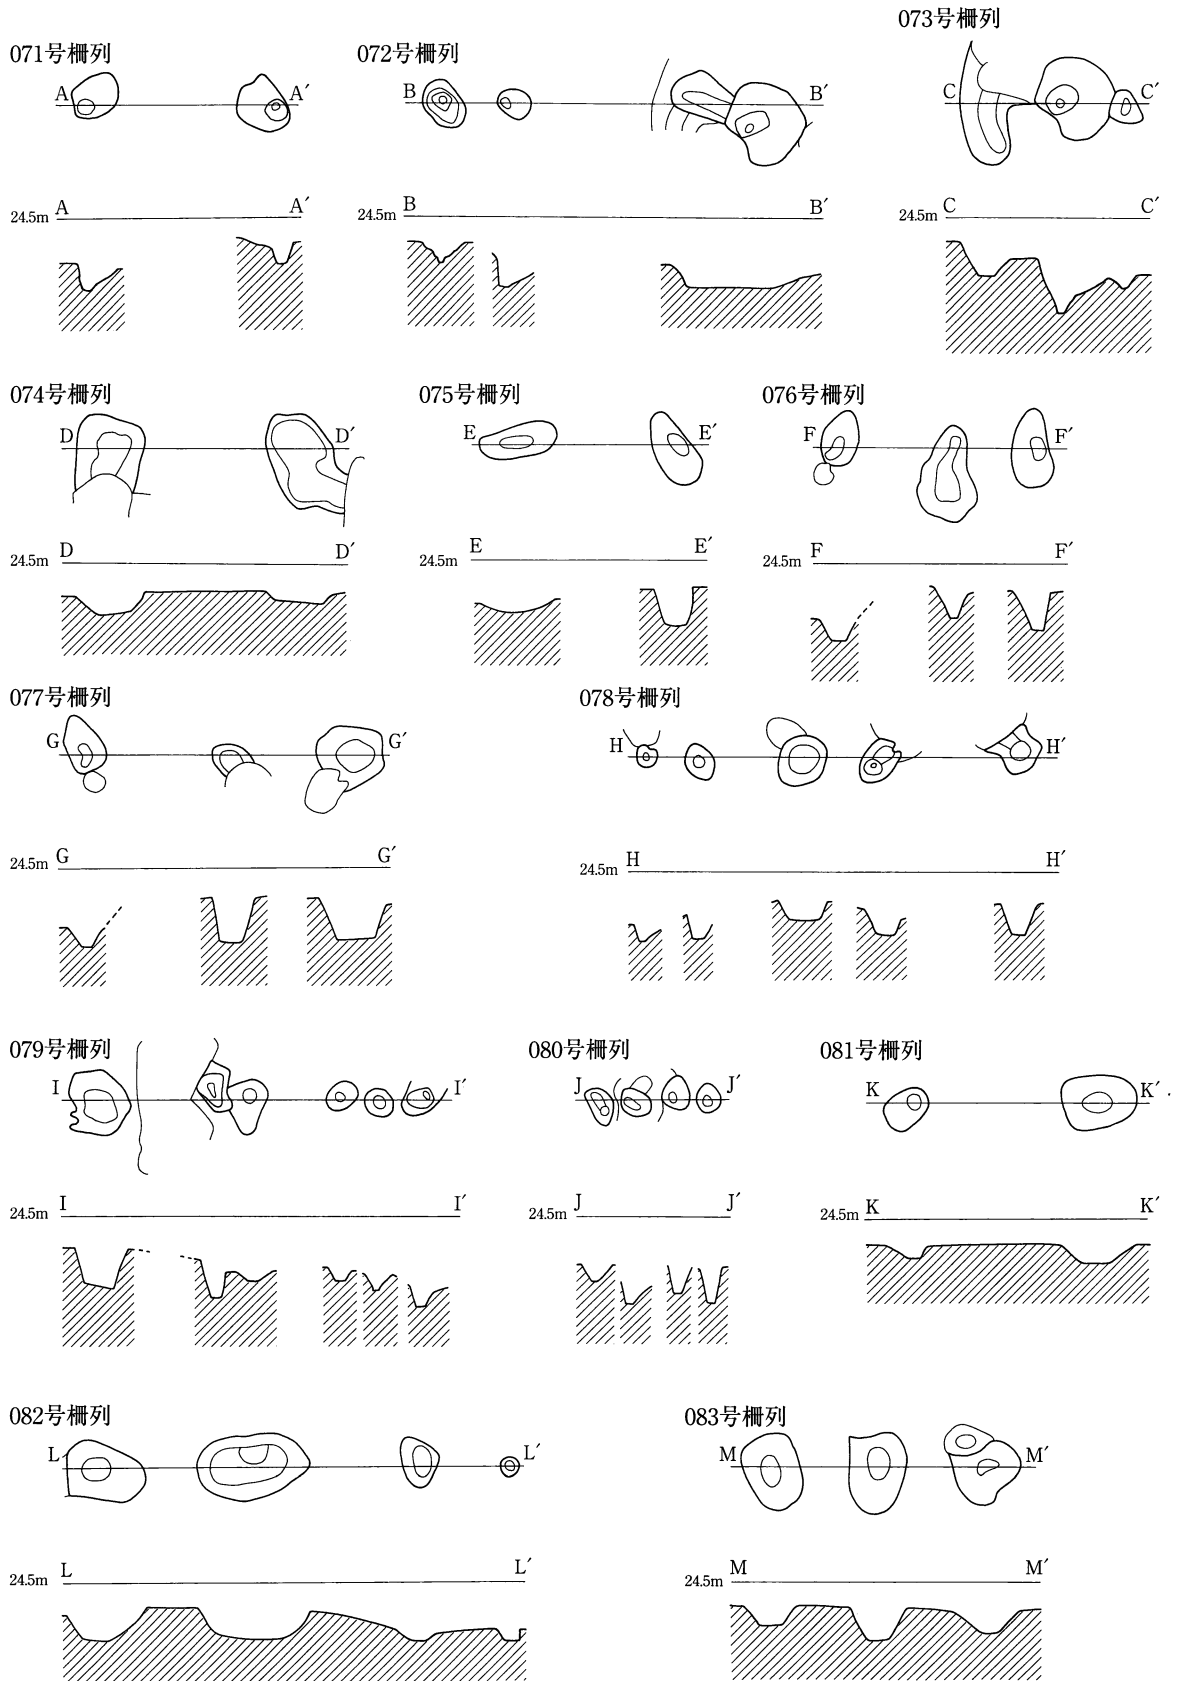 071号柵列
A A′
24.5m A A′
072号柵列
B B′
24.5m B B′
073号柵列
C C′
24.5m C C′
074号柵列
D D′
24.5m D D′
075号柵列
E E′
24.5m E E′
076号柵列
F F′
24.5m F F′
077号柵列
G G′
24.5m G G′
078号柵列
H H′
24.5m H H′
079号柵列
I I′
24.5m I I′
080号柵列
J J′
24.5m J J′
081号柵列
K K′
24.5m K K′
082号柵列
L L′
24.5m L L′
083号柵列
M M′
24.5m M M′